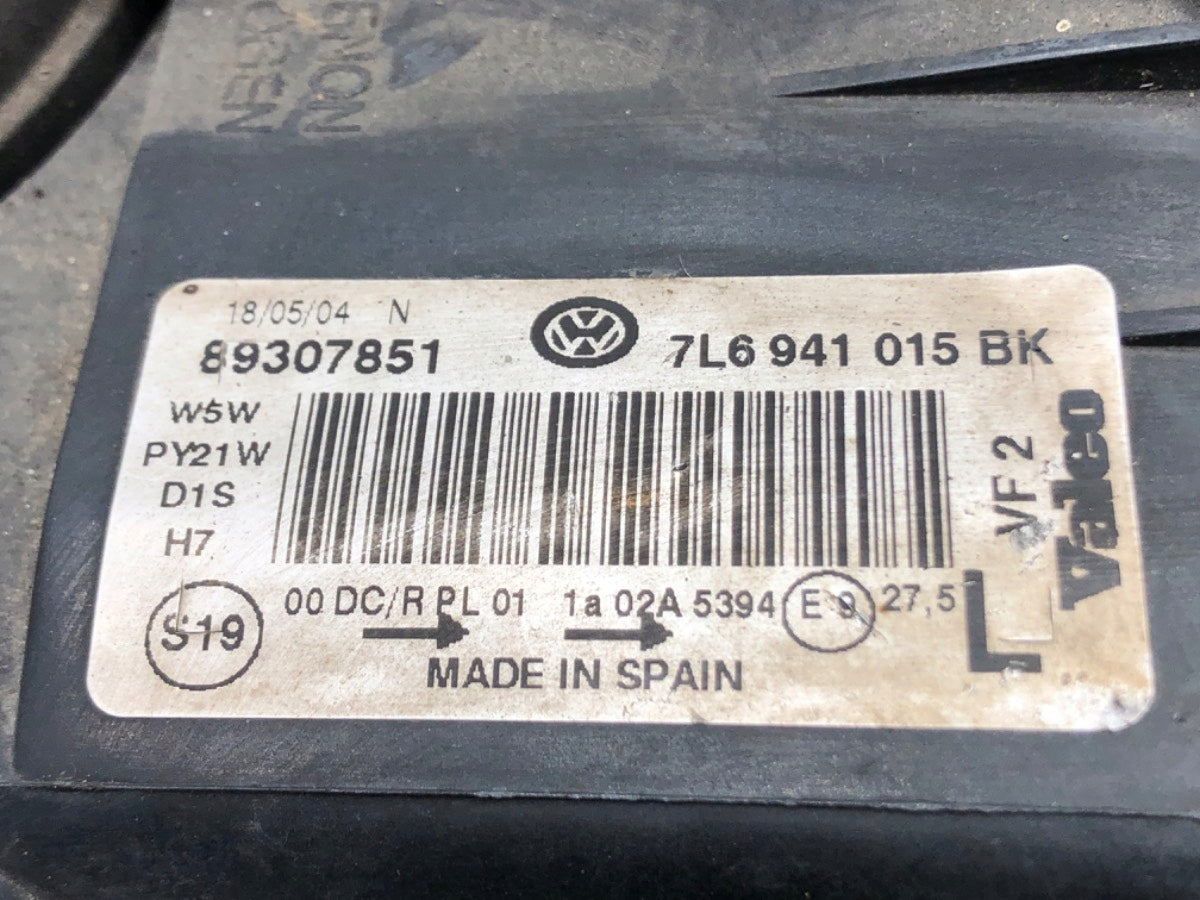 18/05/04 N
89307851
7L6 941 015 BK
W5W
PY21W
D1S
H7
VF 2
Valeo
S19
00 DC/R PL 01 1a 02A 5394 E 9 27,5
L
MADE IN SPAIN